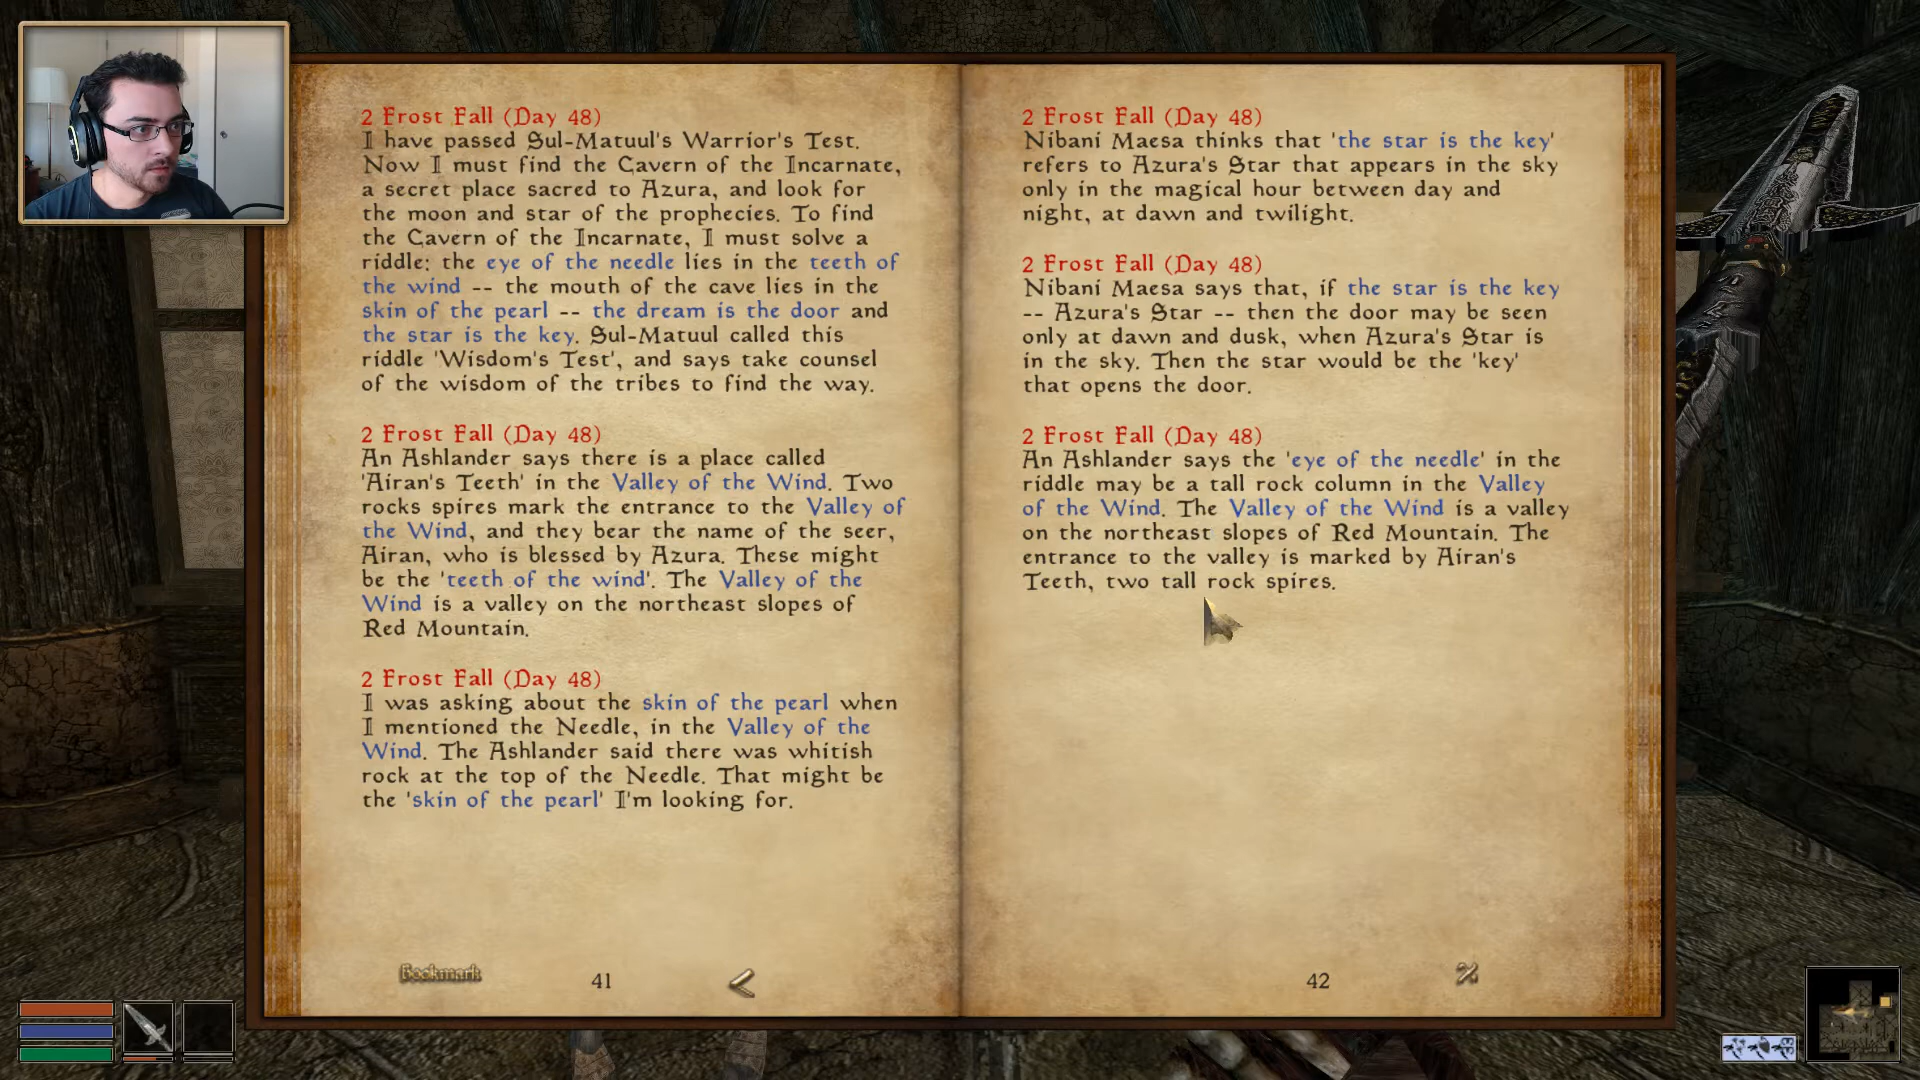 2 Frost Fall (Day 48)
I have passed Sul-Matuul's Warrior's Test.
Now I must find the Cavern of the Incarnate,
a secret place sacred to Azura, and look for
the moon and star of the prophecies. To find
the Cavern of the Incarnate, I must solve a
riddle: the eye of the needle lies in the teeth of
the wind -- the mouth of the cave lies in the
skin of the pearl -- the dream is the door and
the star is the key. Sul-Matuul called this
riddle 'Wisdom's Test', and says take counsel
of the wisdom of the tribes to find the way.
2 Frost Fall (Day 48)
An Ashlander says there is a place called
'Airan's Teeth' in the Valley of the Wind. Two
rocks spires mark the entrance to the Valley of
the Wind, and they bear the name of the seer,
Airan, who is blessed by Azura. These might
be the 'teeth of the wind'. The Valley of the
Wind is a valley on the northeast slopes of
Red Mountain.
2 Frost Fall (Day 48)
I was asking about the skin of the pearl when
I mentioned the Needle, in the Valley of the
Wind. The Ashlander said there was whitish
rock at the top of the Needle. That might be
the 'skin of the pearl' I'm looking for.
Bookmark
41
2 Frost Fall (Day 48)
Nibani Maesa thinks that 'the star is the key'
refers to Azura's Star that appears in the sky
only in the magical hour between day and
night, at dawn and twilight.
2 Frost Fall (Day 48)
Nibani Maesa says that, if the star is the key
-- Azura's Star -- then the door may be seen
only at dawn and dusk, when Azura's Star is
in the sky. Then the star would be the 'key'
that opens the door.
2 Frost Fall (Day 48)
An Ashlander says the 'eye of the needle' in the
riddle may be a tall rock column in the Valley
of the Wind. The Valley of the Wind is a valley
on the northeast slopes of Red Mountain. The
entrance to the valley is marked by Airan's
Teeth, two tall rock spires.
42